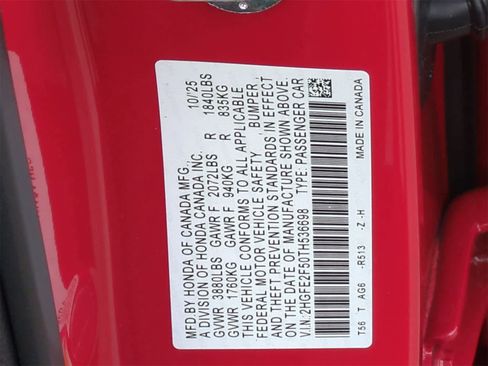 MFD.BY HONDA OF CANADA MFG. 10/25
A DIVISION OF HONDA CANADA INC.
GVWR 3880LBS GAWR F 2072LBS R 1840LBS
GVWR 1760KG GAWR F 940KG R 835KG
THIS VEHICLE CONFORMS TO ALL APPLICABLE
FEDERAL MOTOR VEHICLE SAFETY BUMPER,
AND THEFT PREVENTION STANDARDS IN EFFECT
ON THE DATE OF MANUFACTURE SHOWN ABOVE.
V.I.N:2HGFE2F50TH536698 TYPE:PASSENGER CAR
T56 T AG6 -R513 -Z -H MADE IN CANADA